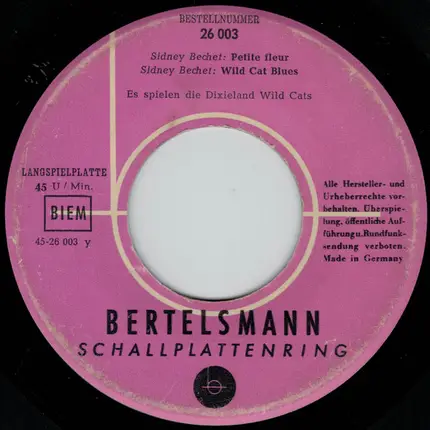 BESTELLNUMMER
26 003
Sidney Bechet: Petite fleur
Sidney Bechet: Wild Cat Blues
Es spielen die Dixieland Wild Cats
LANGSPIELPLATTE
45 U / Min.
BIEM
45-26 003 y
Alle Hersteller- und
Urheberrechte vor-
behalten. Überspie-
lung, öffentliche Auf-
führung u. Rundfunk-
sendung verboten.
Made in Germany
BERTELSMANN
SCHALLPLATTENRING
b